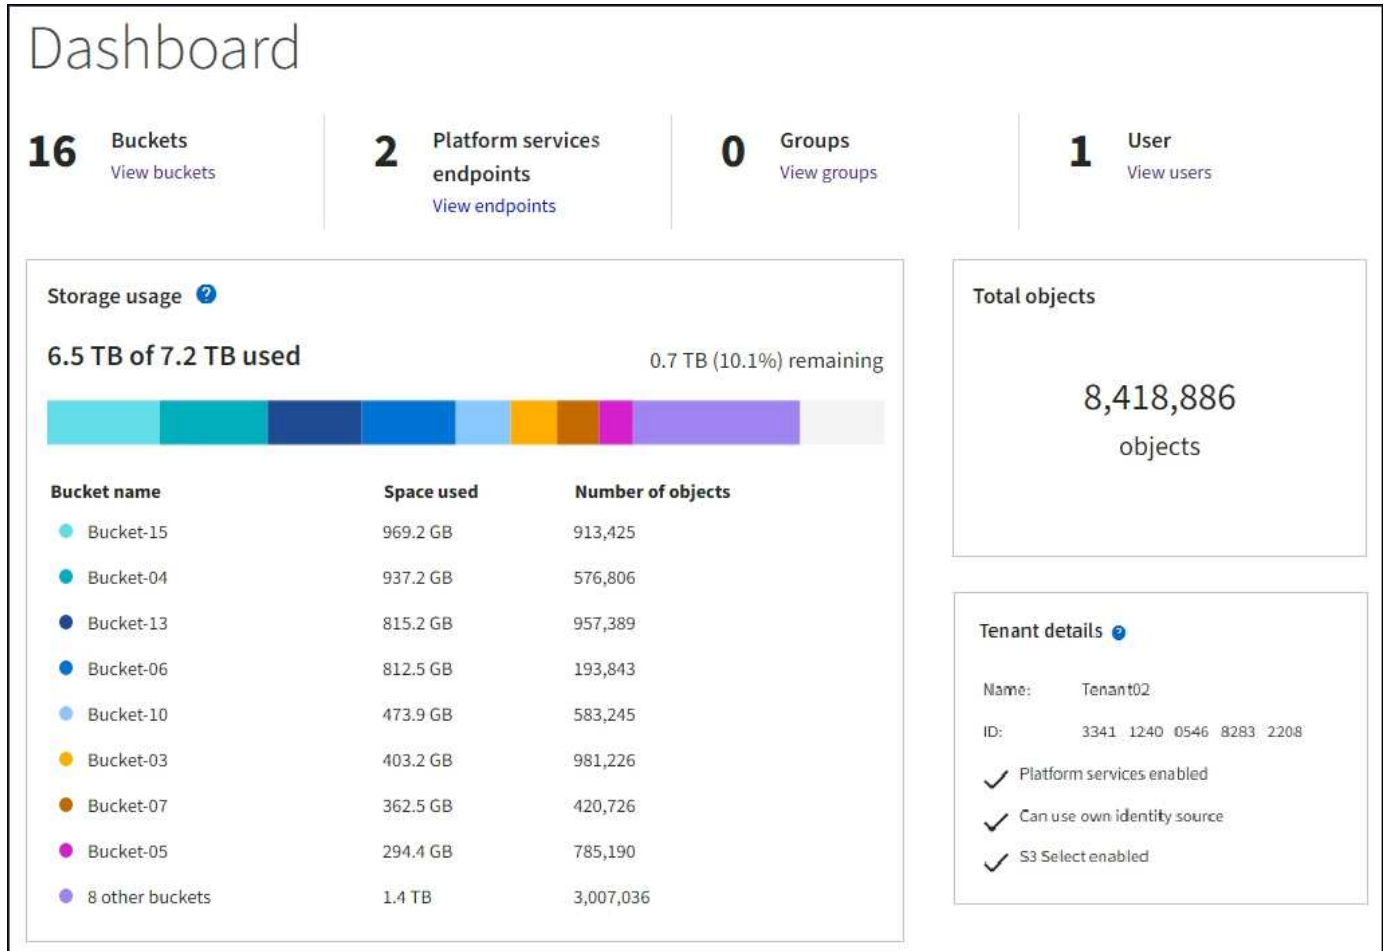 Dashboard
16 Buckets
View buckets
2 Platform services
endpoints
View endpoints
0 Groups
View groups
1 User
View users
Storage usage ?
6.5 TB of 7.2 TB used
0.7 TB (10.1%) remaining
Bucket name Space used Number of objects
Bucket-15 969.2 GB 913,425
Bucket-04 937.2 GB 576,806
Bucket-13 815.2 GB 957,389
Bucket-06 812.5 GB 193,843
Bucket-10 473.9 GB 583,245
Bucket-03 403.2 GB 981,226
Bucket-07 362.5 GB 420,726
Bucket-05 294.4 GB 785,190
8 other buckets 1.4 TB 3,007,036
Total objects
8,418,886
objects
Tenant details ?
Name: Tenant02
ID: 3341 1240 0546 8283 2208
Platform services enabled
Can use own identity source
S3 Select enabled